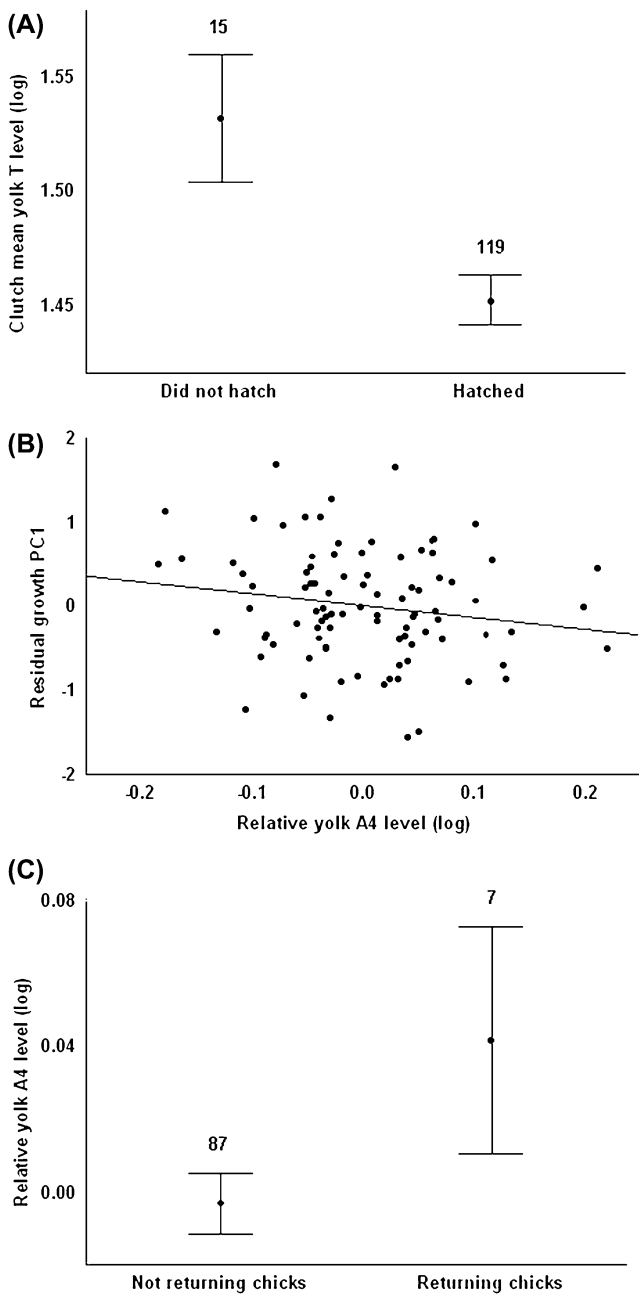 (A)
15
1.55
Clutch mean yolk T level (log)
1.50
119
1.45
Did not hatch
Hatched
(B)
2
1
Residual growth PC1
0
-1
-2
-0.2
-0.1
0.0
0.1
0.2
Relative yolk A4 level (log)
(C)
0.08
7
Relative yolk A4 level (log)
0.04
87
0.00
Not returning chicks
Returning chicks